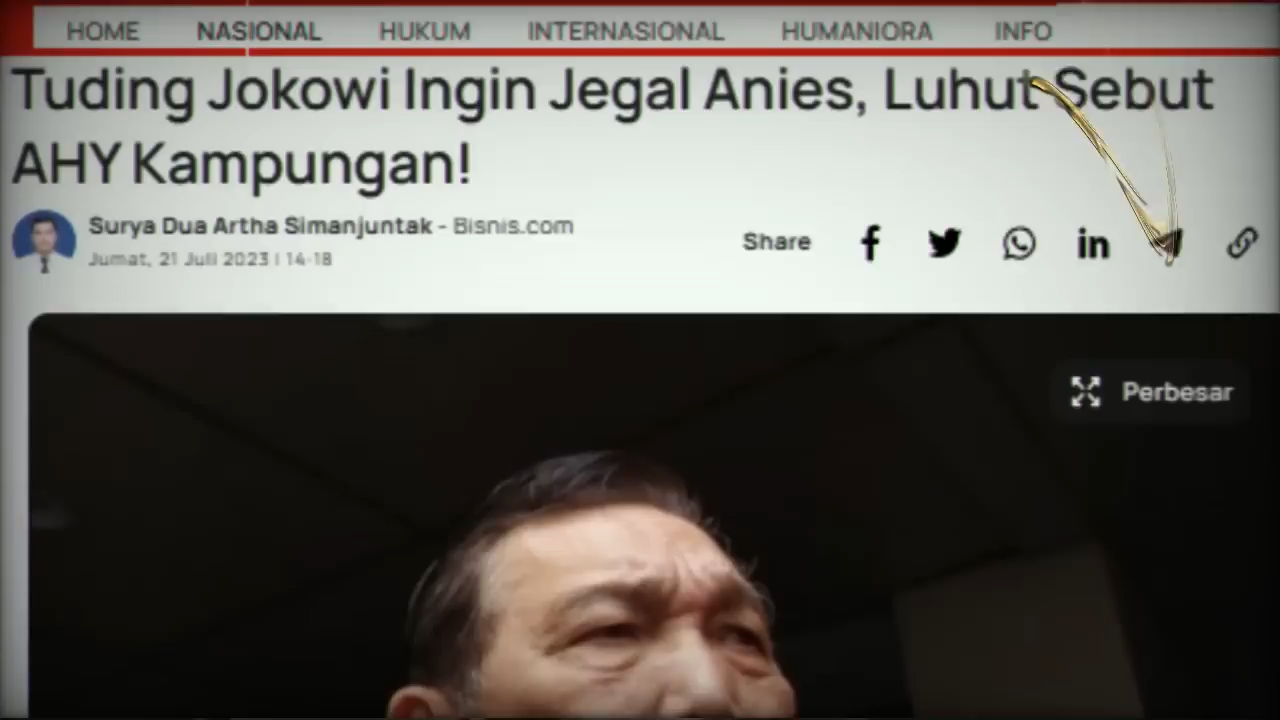 HOME NASIONAL HUKUM INTERNASIONAL HUMANIORA INFO
Tuding Jokowi Ingin Jegal Anies, Luhut Sebut
AHY Kampungan!
Surya Dua Artha Simanjuntak - Bisnis.com
Jumat, 21 Juli 2023 | 14:18
Share
Perbesar